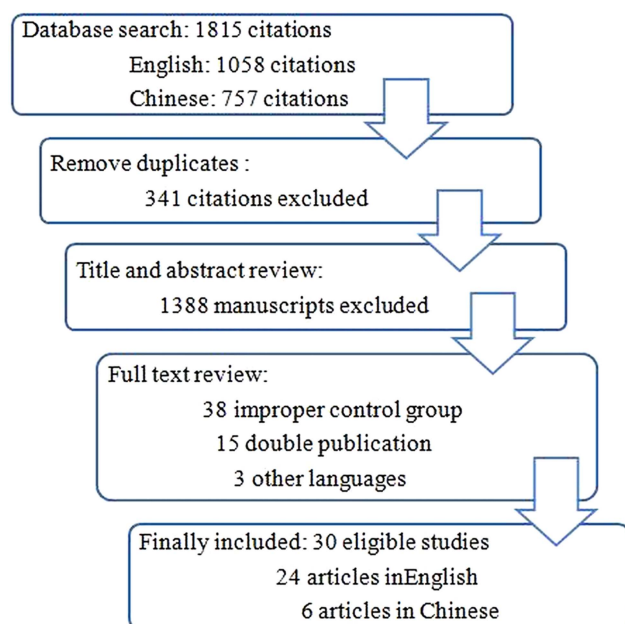 Database search: 1815 citations
English: 1058 citations
Chinese: 757 citations
Remove duplicates :
341 citations excluded
Title and abstract review:
1388 manuscripts excluded
Full text review:
38 improper control group
15 double publication
3 other languages
Finally included: 30 eligible studies
24 articles inEnglish
6 articles in Chinese